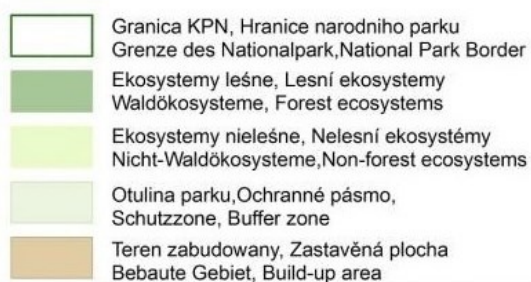 Granica KPN, Hranice narodniho parku
Grenze des Nationalpark,National Park Border
Ekosystemy leśne, Lesní ekosystemy
Waldökosysteme, Forest ecosystems
Ekosystemy nieleśne, Nelesní ekosystémy
Nicht-Waldökosysteme,Non-forest ecosystems
Otulina parku,Ochranné pásmo,
Schutzzone, Buffer zone
Teren zabudowany, Zastavěná plocha
Bebaute Gebiet, Build-up area